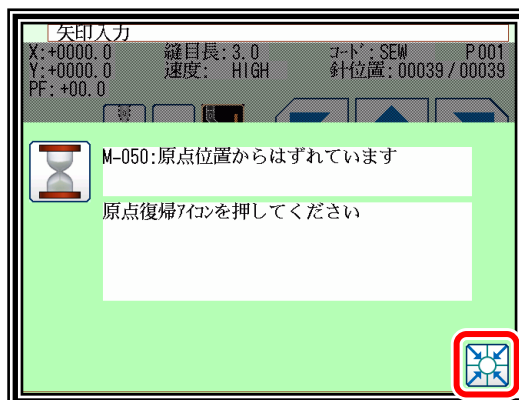 矢印入力
X:+0000.0 縫目長:3.0 コード:SEW P001
Y:+0000.0 速度: HIGH 針位置:00039/00039
PF:+00.0
M-050:原点位置からはずれています
原点復帰アイコンを押してください